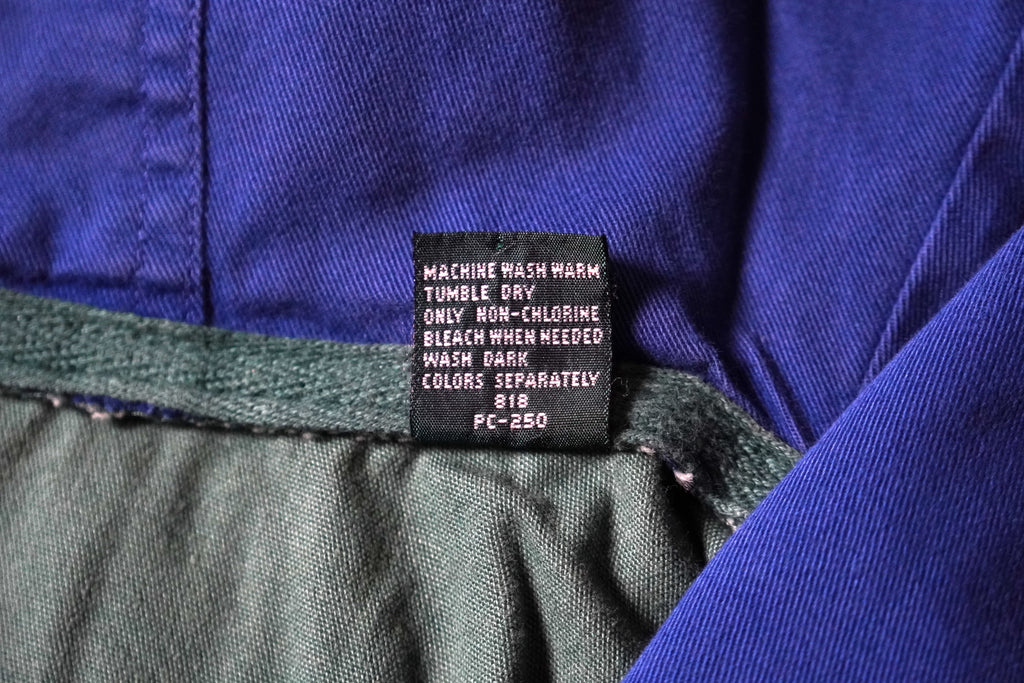 MACHINE WASH WARM
TUMBLE DRY
ONLY NON-CHLORINE
BLEACH WHEN NEEDED
WASH DARK
COLORS SEPARATELY
818
PC-250